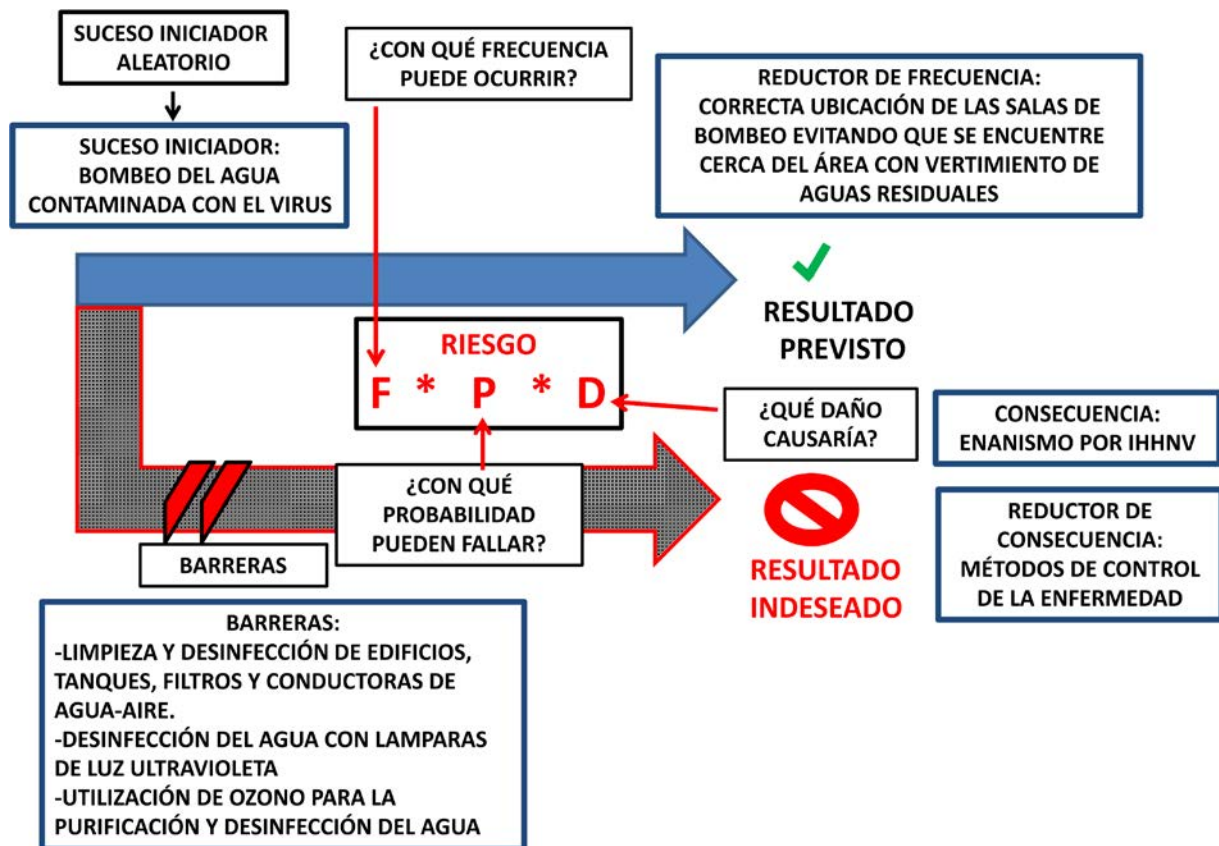 SUCESO INICIADOR
ALEATORIO
¿CON QUÉ FRECUENCIA
PUEDE OCURRIR?
REDUCTOR DE FRECUENCIA:
CORRECTA UBICACIÓN DE LAS SALAS DE
BOMBEO EVITANDO QUE SE ENCUENTRE
CERCA DEL ÁREA CON VERTIMIENTO DE
AGUAS RESIDUALES
SUCESO INICIADOR:
BOMBEO DEL AGUA
CONTAMINADA CON EL VIRUS
RESULTADO
PREVISTO
RIESGO
F * P * D
¿QUÉ DAÑO
CAUSARÍA?
CONSECUENCIA:
ENANISMO POR IHHNV
¿CON QUÉ
PROBABILIDAD
PUEDEN FALLAR?
BARRERAS
RESULTADO
INDESEADO
REDUCTOR DE
CONSECUENCIA:
MÉTODOS DE CONTROL
DE LA ENFERMEDAD
BARRERAS:
-LIMPIEZA Y DESINFECCIÓN DE EDIFICIOS,
TANQUES, FILTROS Y CONDUCTORAS DE
AGUA-AIRE.
-DESINFECCIÓN DEL AGUA CON LAMPARAS
DE LUZ ULTRAVIOLETA
-UTILIZACIÓN DE OZONO PARA LA
PURIFICACIÓN Y DESINFECCIÓN DEL AGUA